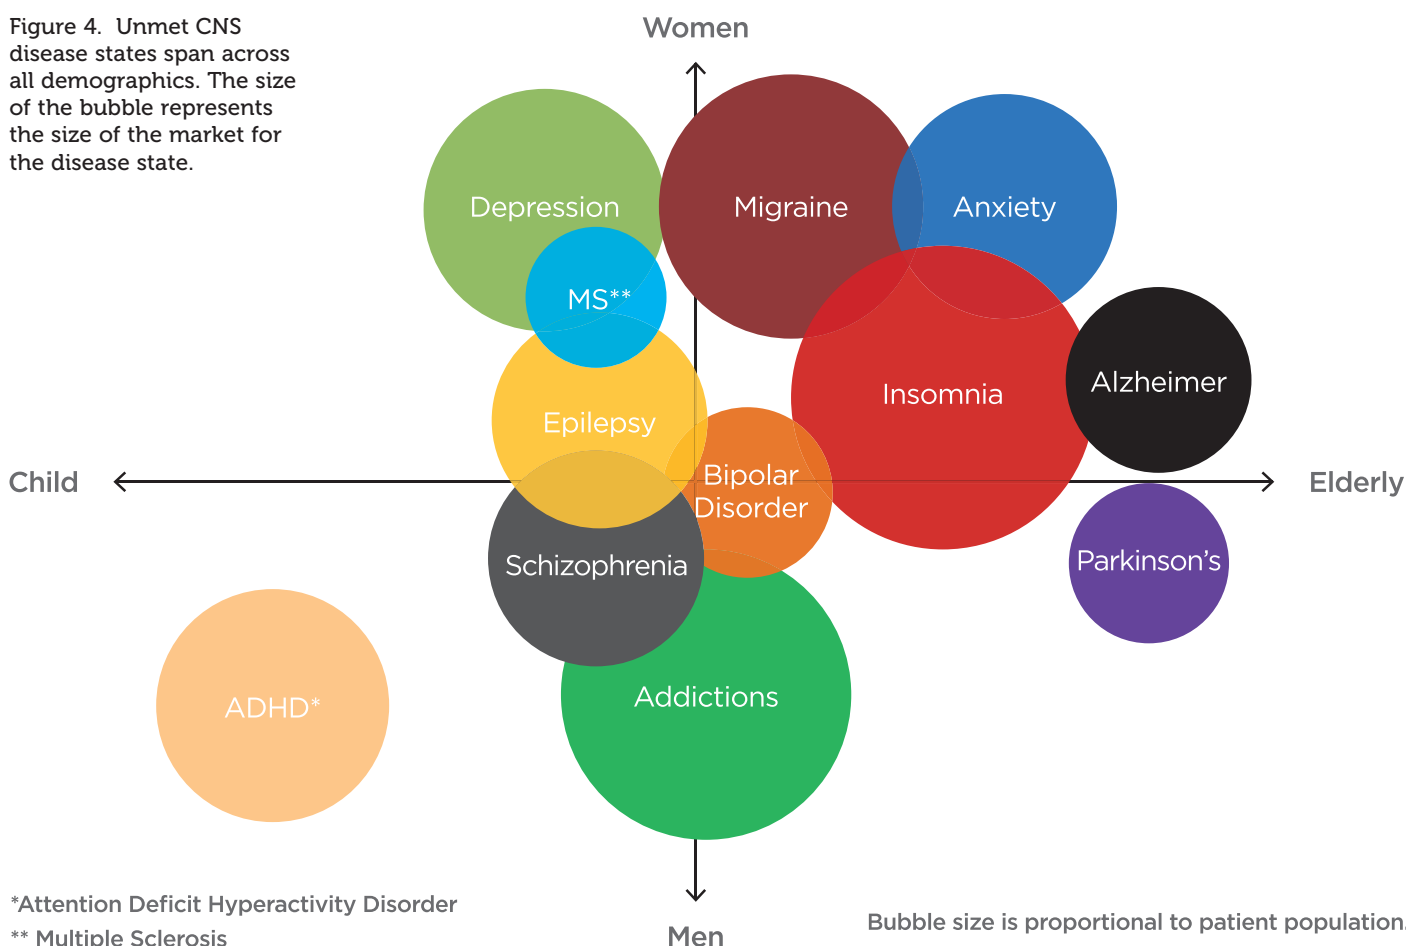 Figure 4.  Unmet CNS
disease states span across
all demographics. The size
of the bubble represents
the size of the market for
the disease state.
Women
Depression
Migraine
Anxiety
MS**
Alzheimer
Insomnia
Epilepsy
Bipolar
Disorder
Child
Elderly
Schizophrenia
Parkinson's
Addictions
ADHD*
*Attention Deficit Hyperactivity Disorder
** Multiple Sclerosis
Men
Bubble size is proportional to patient population.